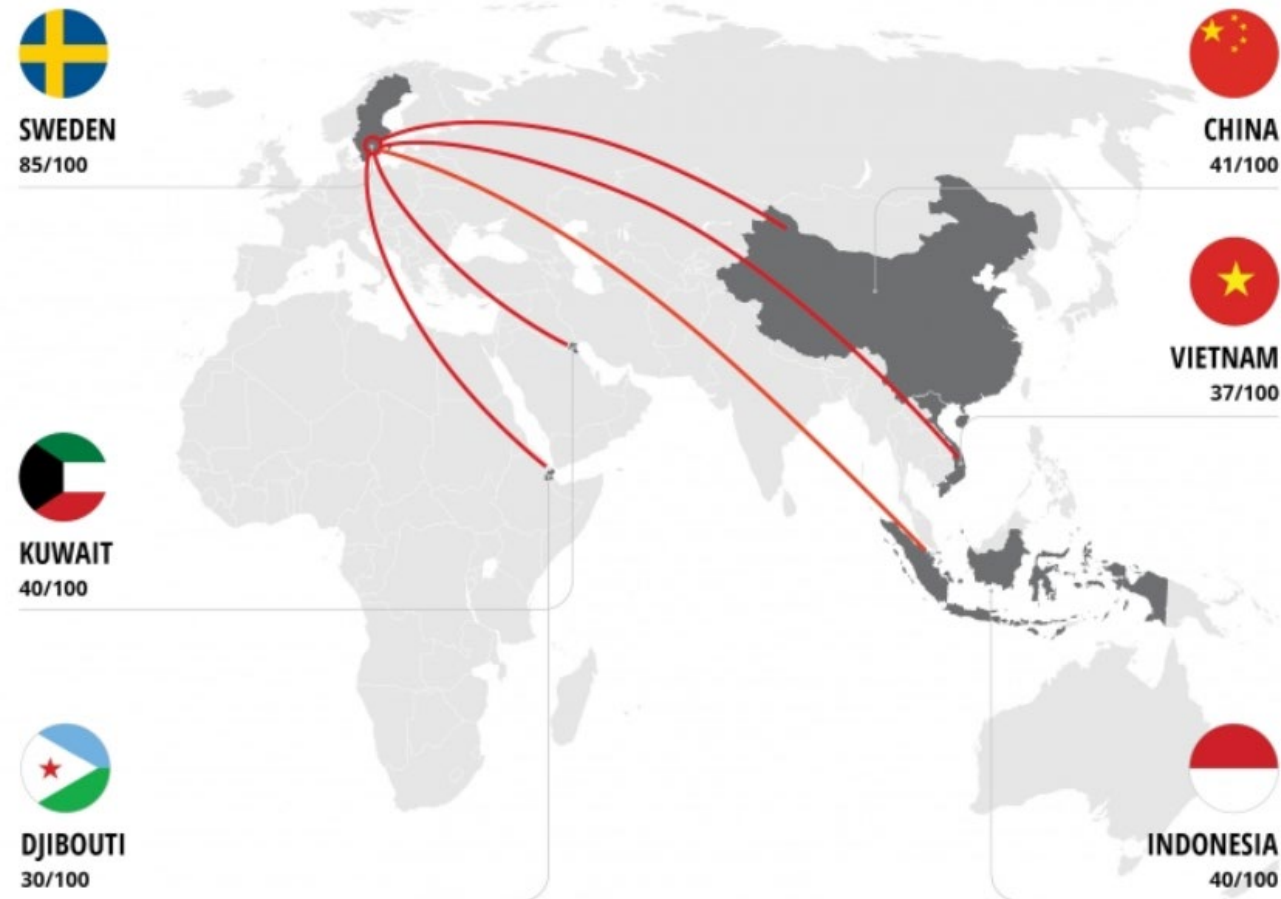 SWEDEN
85/100
KUWAIT
40/100
DJIBOUTI
30/100
CHINA
41/100
VIETNAM
37/100
INDONESIA
40/100